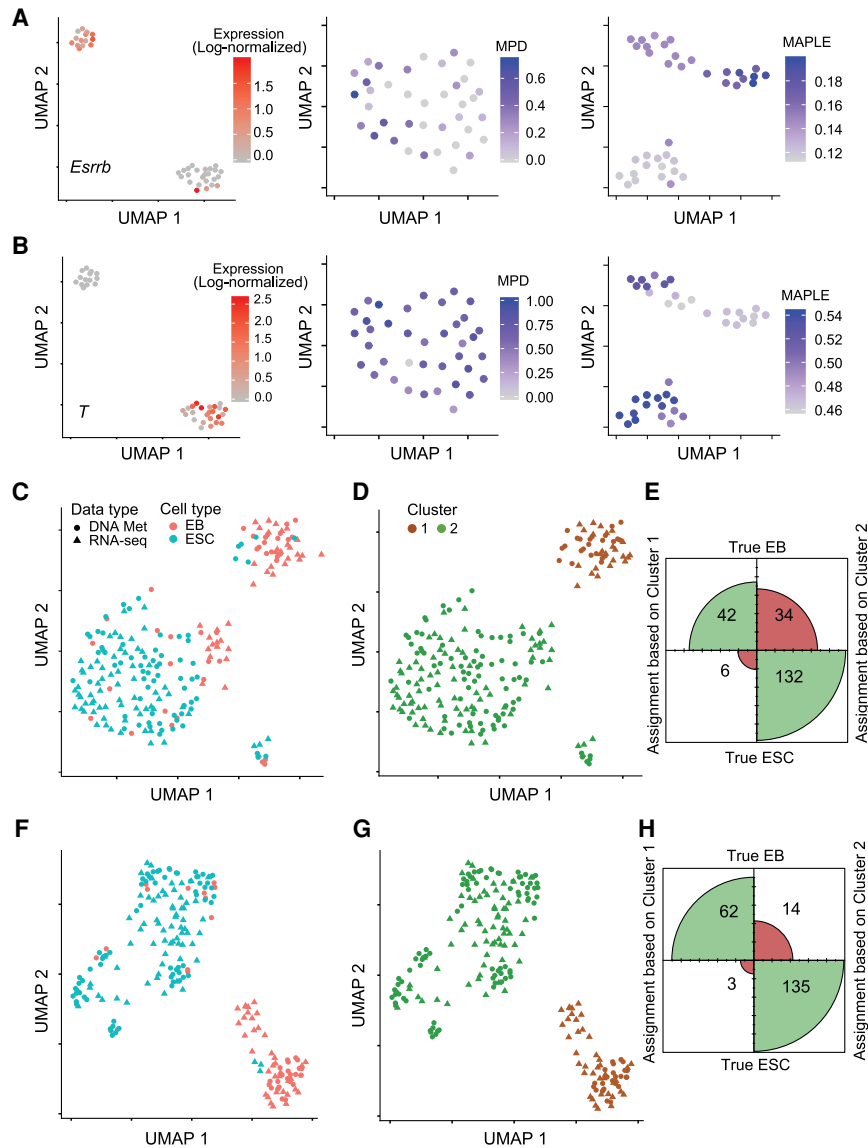 A
Expression
(Log-normalized)
1.5
1.0
0.5
0.0
Esrrb
UMAP 2
UMAP 1
MPD
0.6
0.4
0.2
0.0
UMAP 2
UMAP 1
MAPLE
0.18
0.16
0.14
0.12
UMAP 2
UMAP 1
B
Expression
(Log-normalized)
2.5
2.0
1.5
1.0
0.5
0.0
T
UMAP 2
UMAP 1
MPD
1.00
0.75
0.50
0.25
0.00
UMAP 2
UMAP 1
MAPLE
0.54
0.52
0.50
0.48
0.46
UMAP 2
UMAP 1
C
Data type
DNA Met
RNA-seq
Cell type
EB
ESC
UMAP 2
UMAP 1
D
Cluster
1
2
UMAP 2
UMAP 1
E
True EB
Assignment based on Cluster 1
Assignment based on Cluster 2
42
34
6
132
True ESC
F
UMAP 2
UMAP 1
G
UMAP 2
UMAP 1
H
True EB
Assignment based on Cluster 1
Assignment based on Cluster 2
62
14
3
135
True ESC